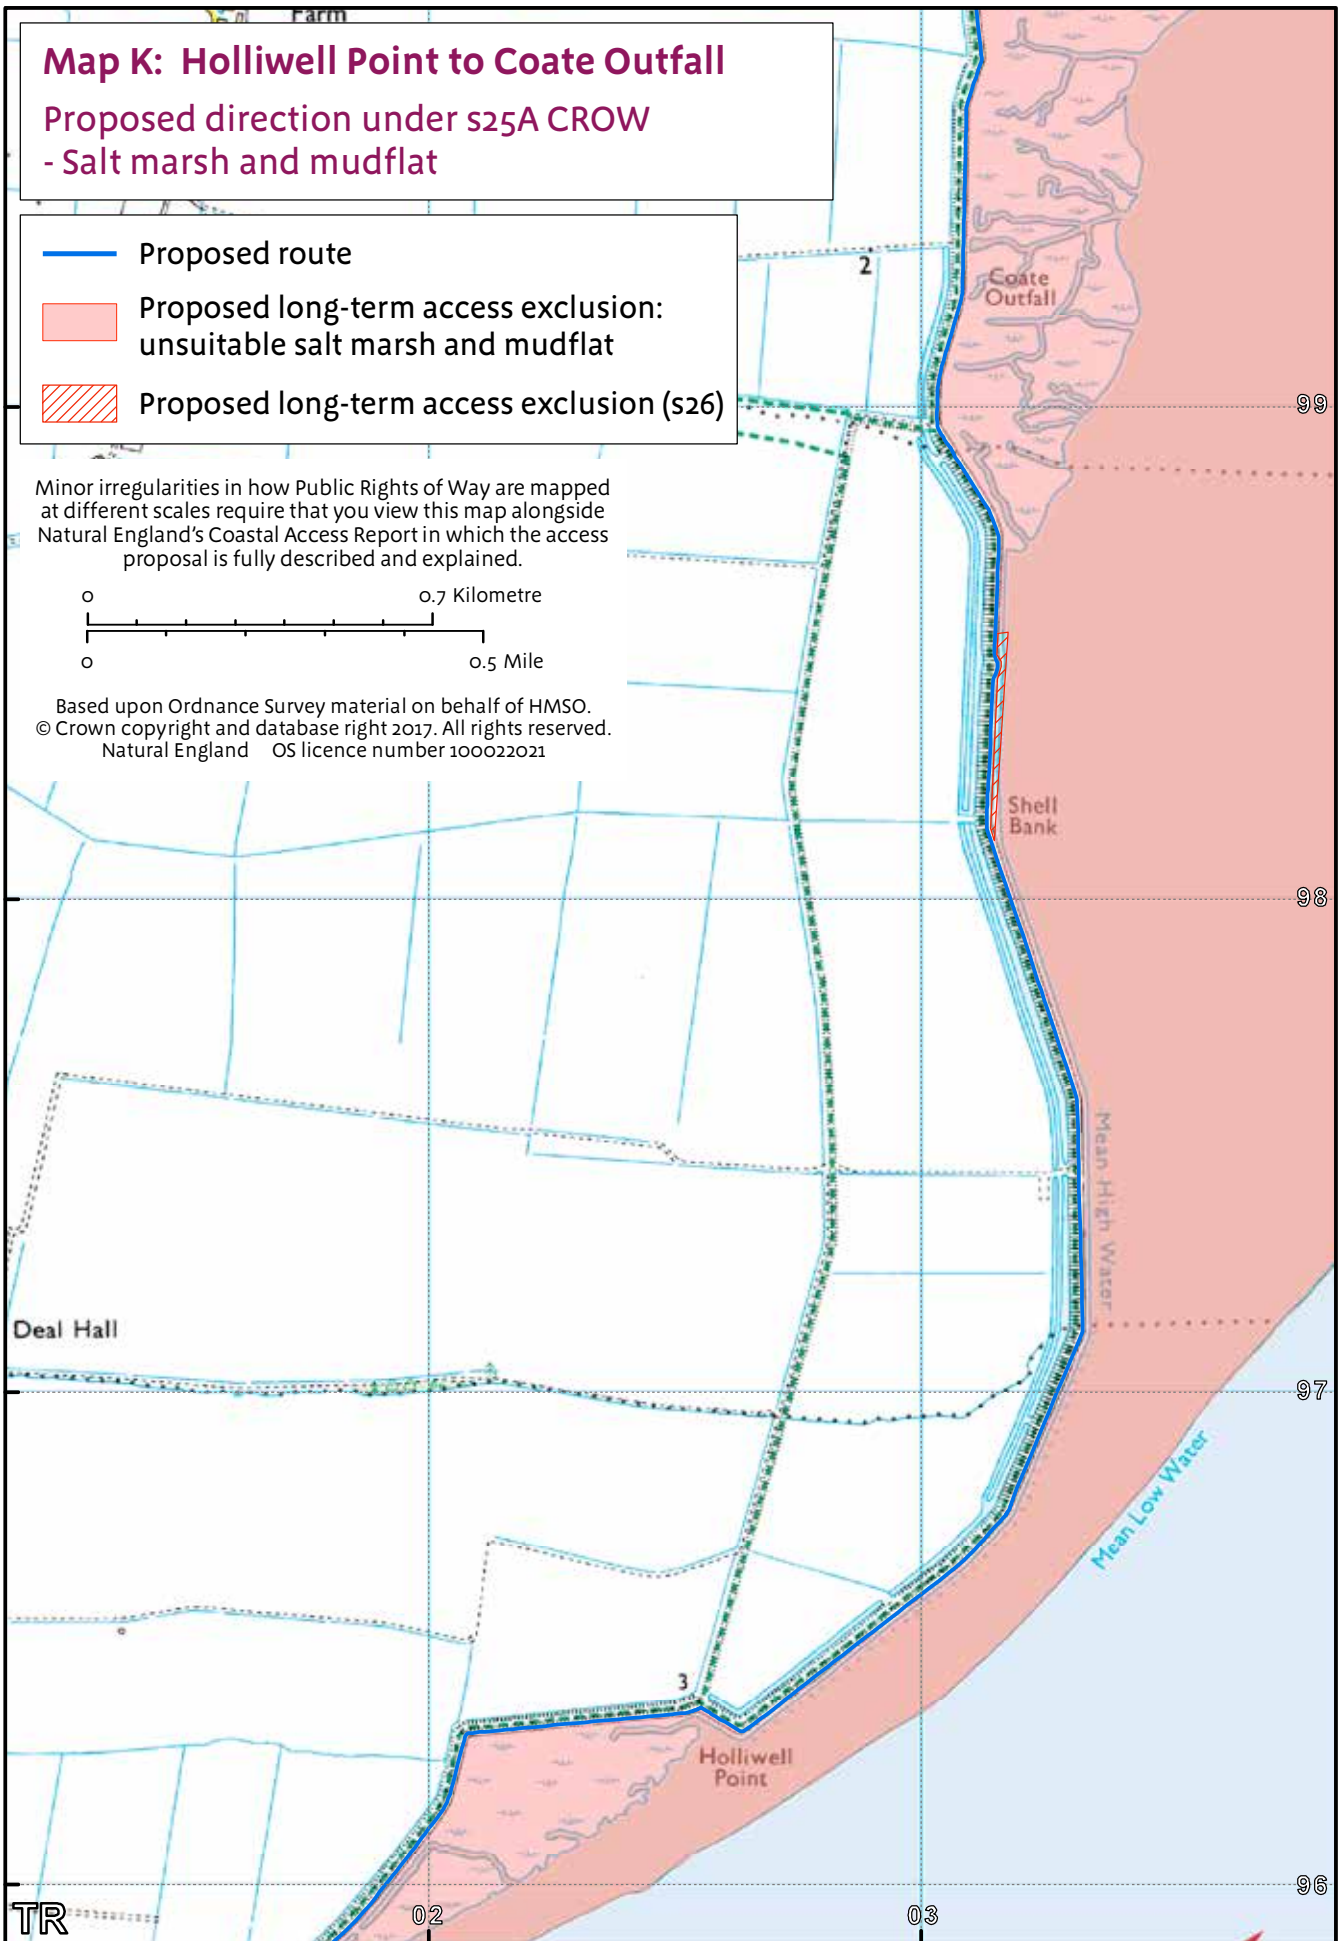 Farm
Map K: Holliwell Point to Coate Outfall
Proposed direction under s25A CROW
- Salt marsh and mudflat
Proposed route
Proposed long-term access exclusion:
unsuitable salt marsh and mudflat
Proposed long-term access exclusion (s26)
Minor irregularities in how Public Rights of Way are mapped
at different scales require that you view this map alongside
Natural England's Coastal Access Report in which the access
proposal is fully described and explained.
0 0.7 Kilometre
0 0.5 Mile
Based upon Ordnance Survey material on behalf of HMSO.
© Crown copyright and database right 2017. All rights reserved.
Natural England OS licence number 100022021
2
Coate
Outfall
99
Shell
Bank
98
Mean High Water
Deal Hall
97
Mean Low Water
3
Holliwell
Point
96
TR
02
03